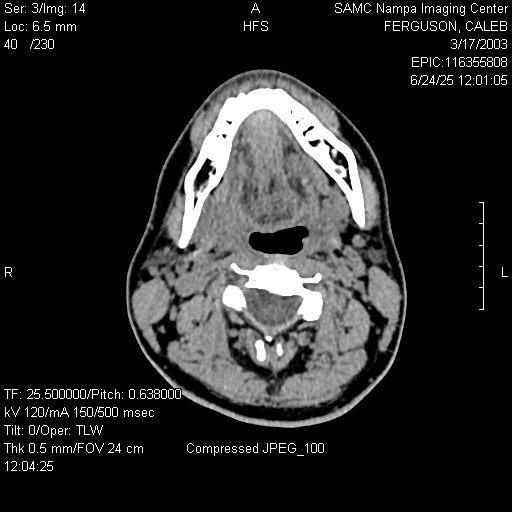 Ser: 3/Img: 14
Loc: 6.5 mm
40 /230
A
HFS
SAMC Nampa Imaging Center
FERGUSON, CALEB
3/17/2003
EPIC:116355808
6/24/25 12:01:05
R
L
TF: 25.500000/Pitch: 0.638000
kV 120/mA 150/500 msec
Tilt: 0/Oper: TLW
Thk 0.5 mm/FOV 24 cm
12:04:25
Compressed JPEG_100